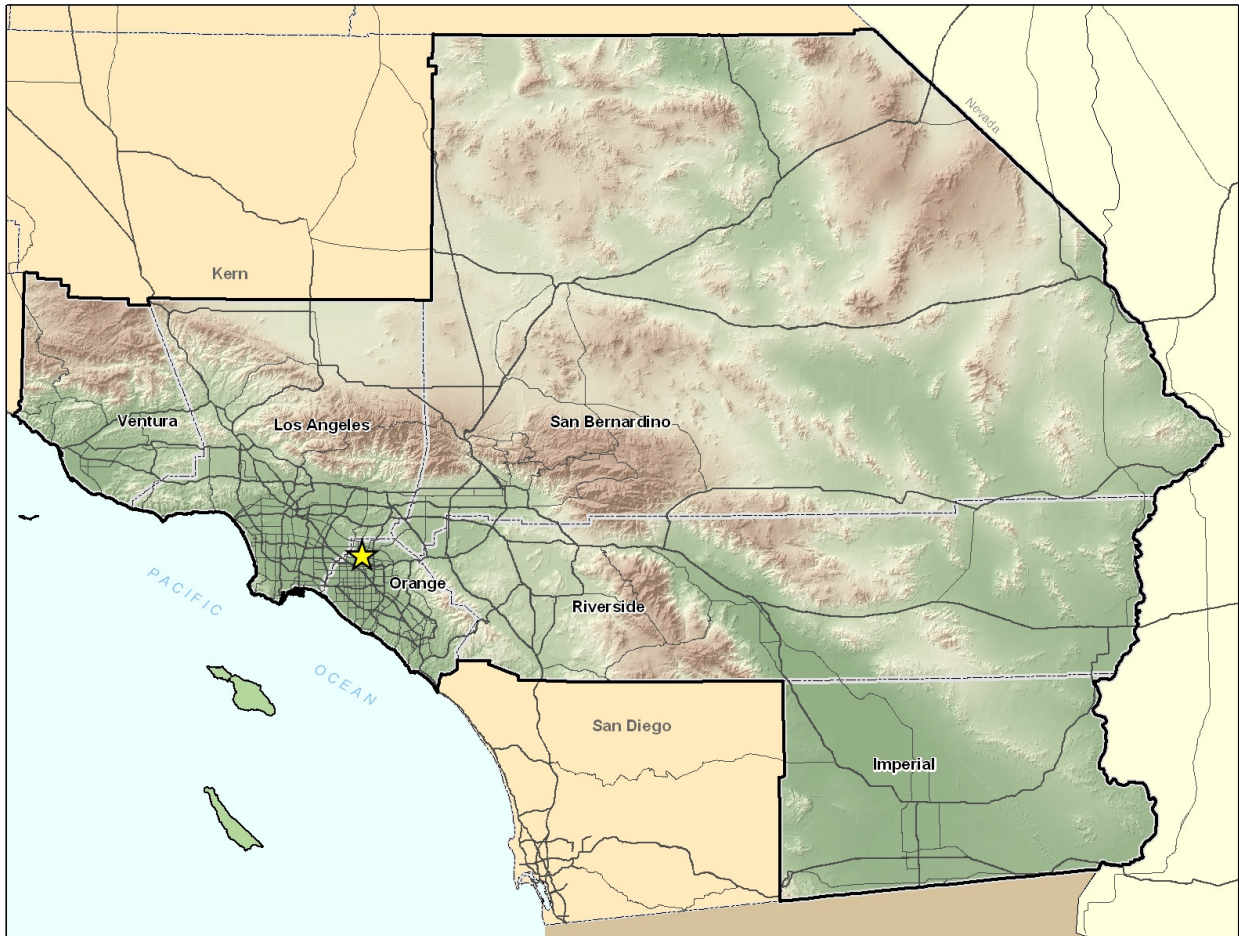 Nevada
Kern
Ventura
Los Angeles
San Bernardino
Orange
Riverside
PACIFIC
OCEAN
San Diego
Imperial